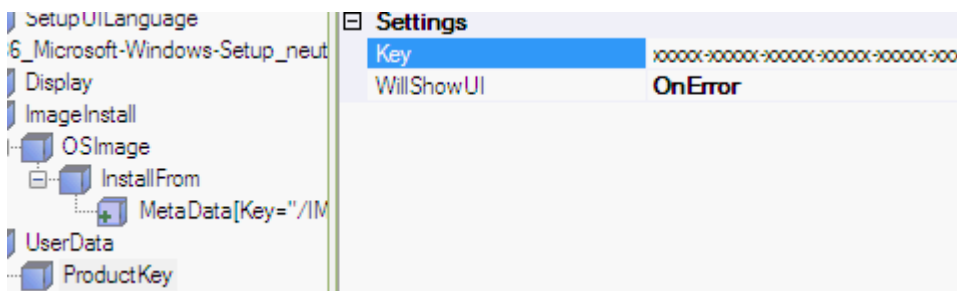 SetupUILanguage
6_Microsoft-Windows-Setup_neut
Display
ImageInstall
OSImage
InstallFrom
MetaData[Key="/IM
UserData
ProductKey
Settings
Key xxxxx-xxxxx-xxxxx-xxxxx-xxxxx-xxx
WillShowUI OnError